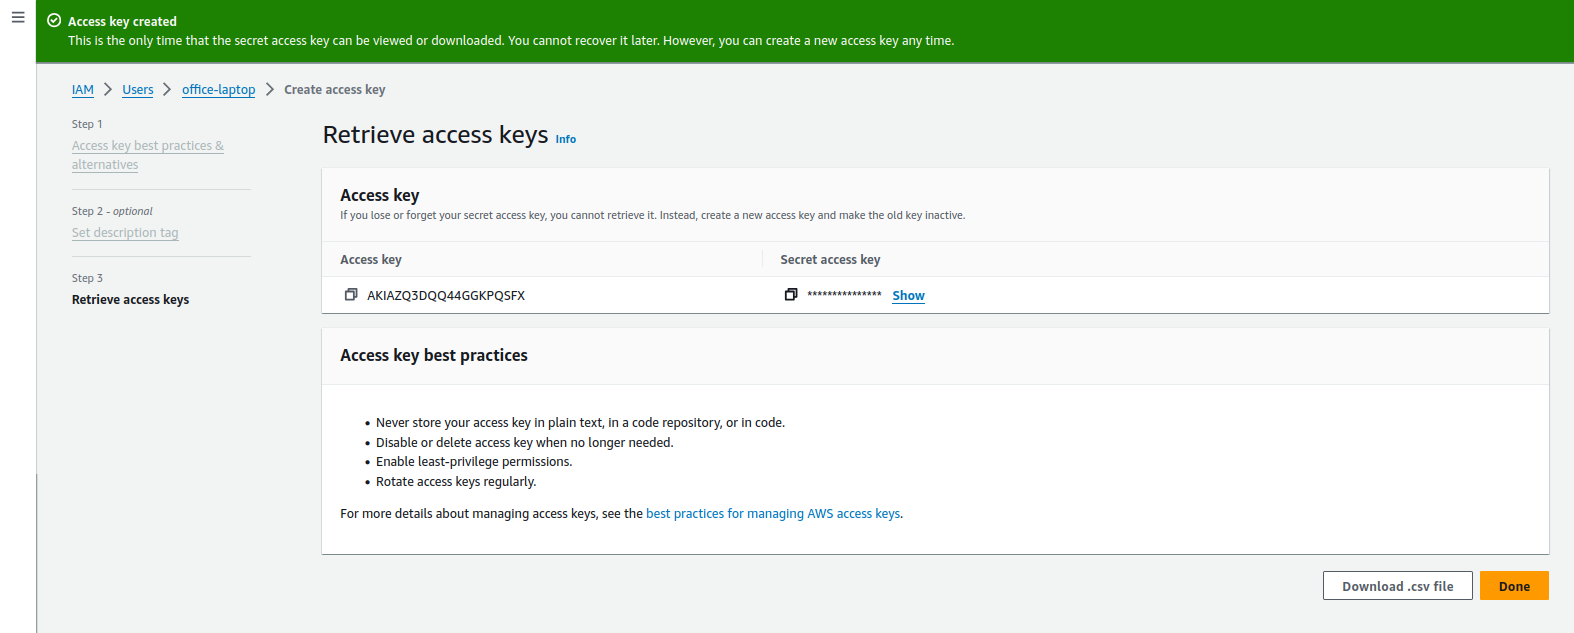 Access key created
This is the only time that the secret access key can be viewed or downloaded. You cannot recover it later. However, you can create a new access key any time.
IAM > Users > office-laptop > Create access key
Step 1
Access key best practices &
alternatives
Step 2 - optional
Set description tag
Step 3
Retrieve access keys
Retrieve access keys Info
Access key
If you lose or forget your secret access key, you cannot retrieve it. Instead, create a new access key and make the old key inactive.
Access key Secret access key
AKIAZQ3DQQ44GGKPQSFX *************** Show
Access key best practices
• Never store your access key in plain text, in a code repository, or in code.
• Disable or delete access key when no longer needed.
• Enable least-privilege permissions.
• Rotate access keys regularly.
For more details about managing access keys, see the best practices for managing AWS access keys.
Download .csv file Done